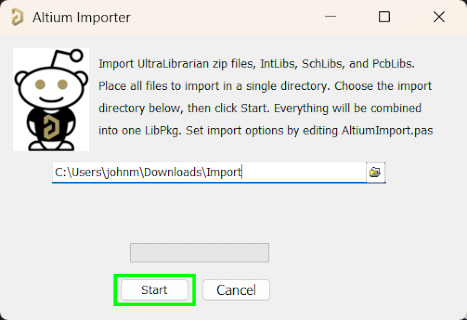 Altium Importer
Import UltraLibrarian zip files, IntLibs, SchLibs, and PcbLibs.
Place all files to import in a single directory. Choose the import
directory below, then click Start. Everything will be combined
into one LibPkg. Set import options by editing AltiumImport.pas
C:\Users\johnm\Downloads\Import
Start Cancel